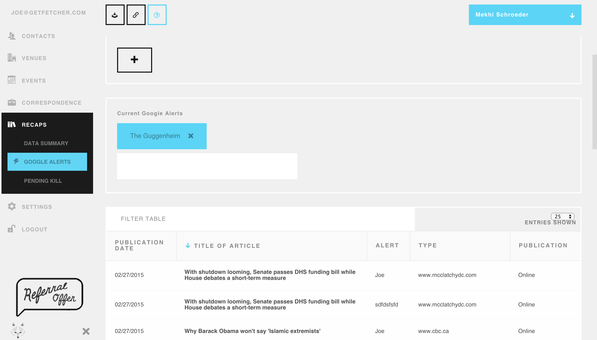 JOE@GETFETCHER.COM
Mekhi Schroeder
CONTACTS
VENUES
EVENTS
CORRESPONDENCE
RECAPS
DATA SUMMARY
GOOGLE ALERTS
PENDING KILL
SETTINGS
LOGOUT
Referral
Offer
+
Current Google Alerts
The Guggenheim
FILTER TABLE
25
ENTRIES SHOWN
PUBLICATION DATE TITLE OF ARTICLE ALERT TYPE PUBLICATION
02/27/2015 With shutdown looming, Senate passes DHS funding bill while House debates a short-term measure Joe www.mcclatchydc.com Online
02/27/2015 With shutdown looming, Senate passes DHS funding bill while House debates a short-term measure sdfdsfsfd www.mcclatchydc.com Online
02/27/2015 Why Barack Obama won't say 'Islamic extremists' Joe www.cbc.ca Online